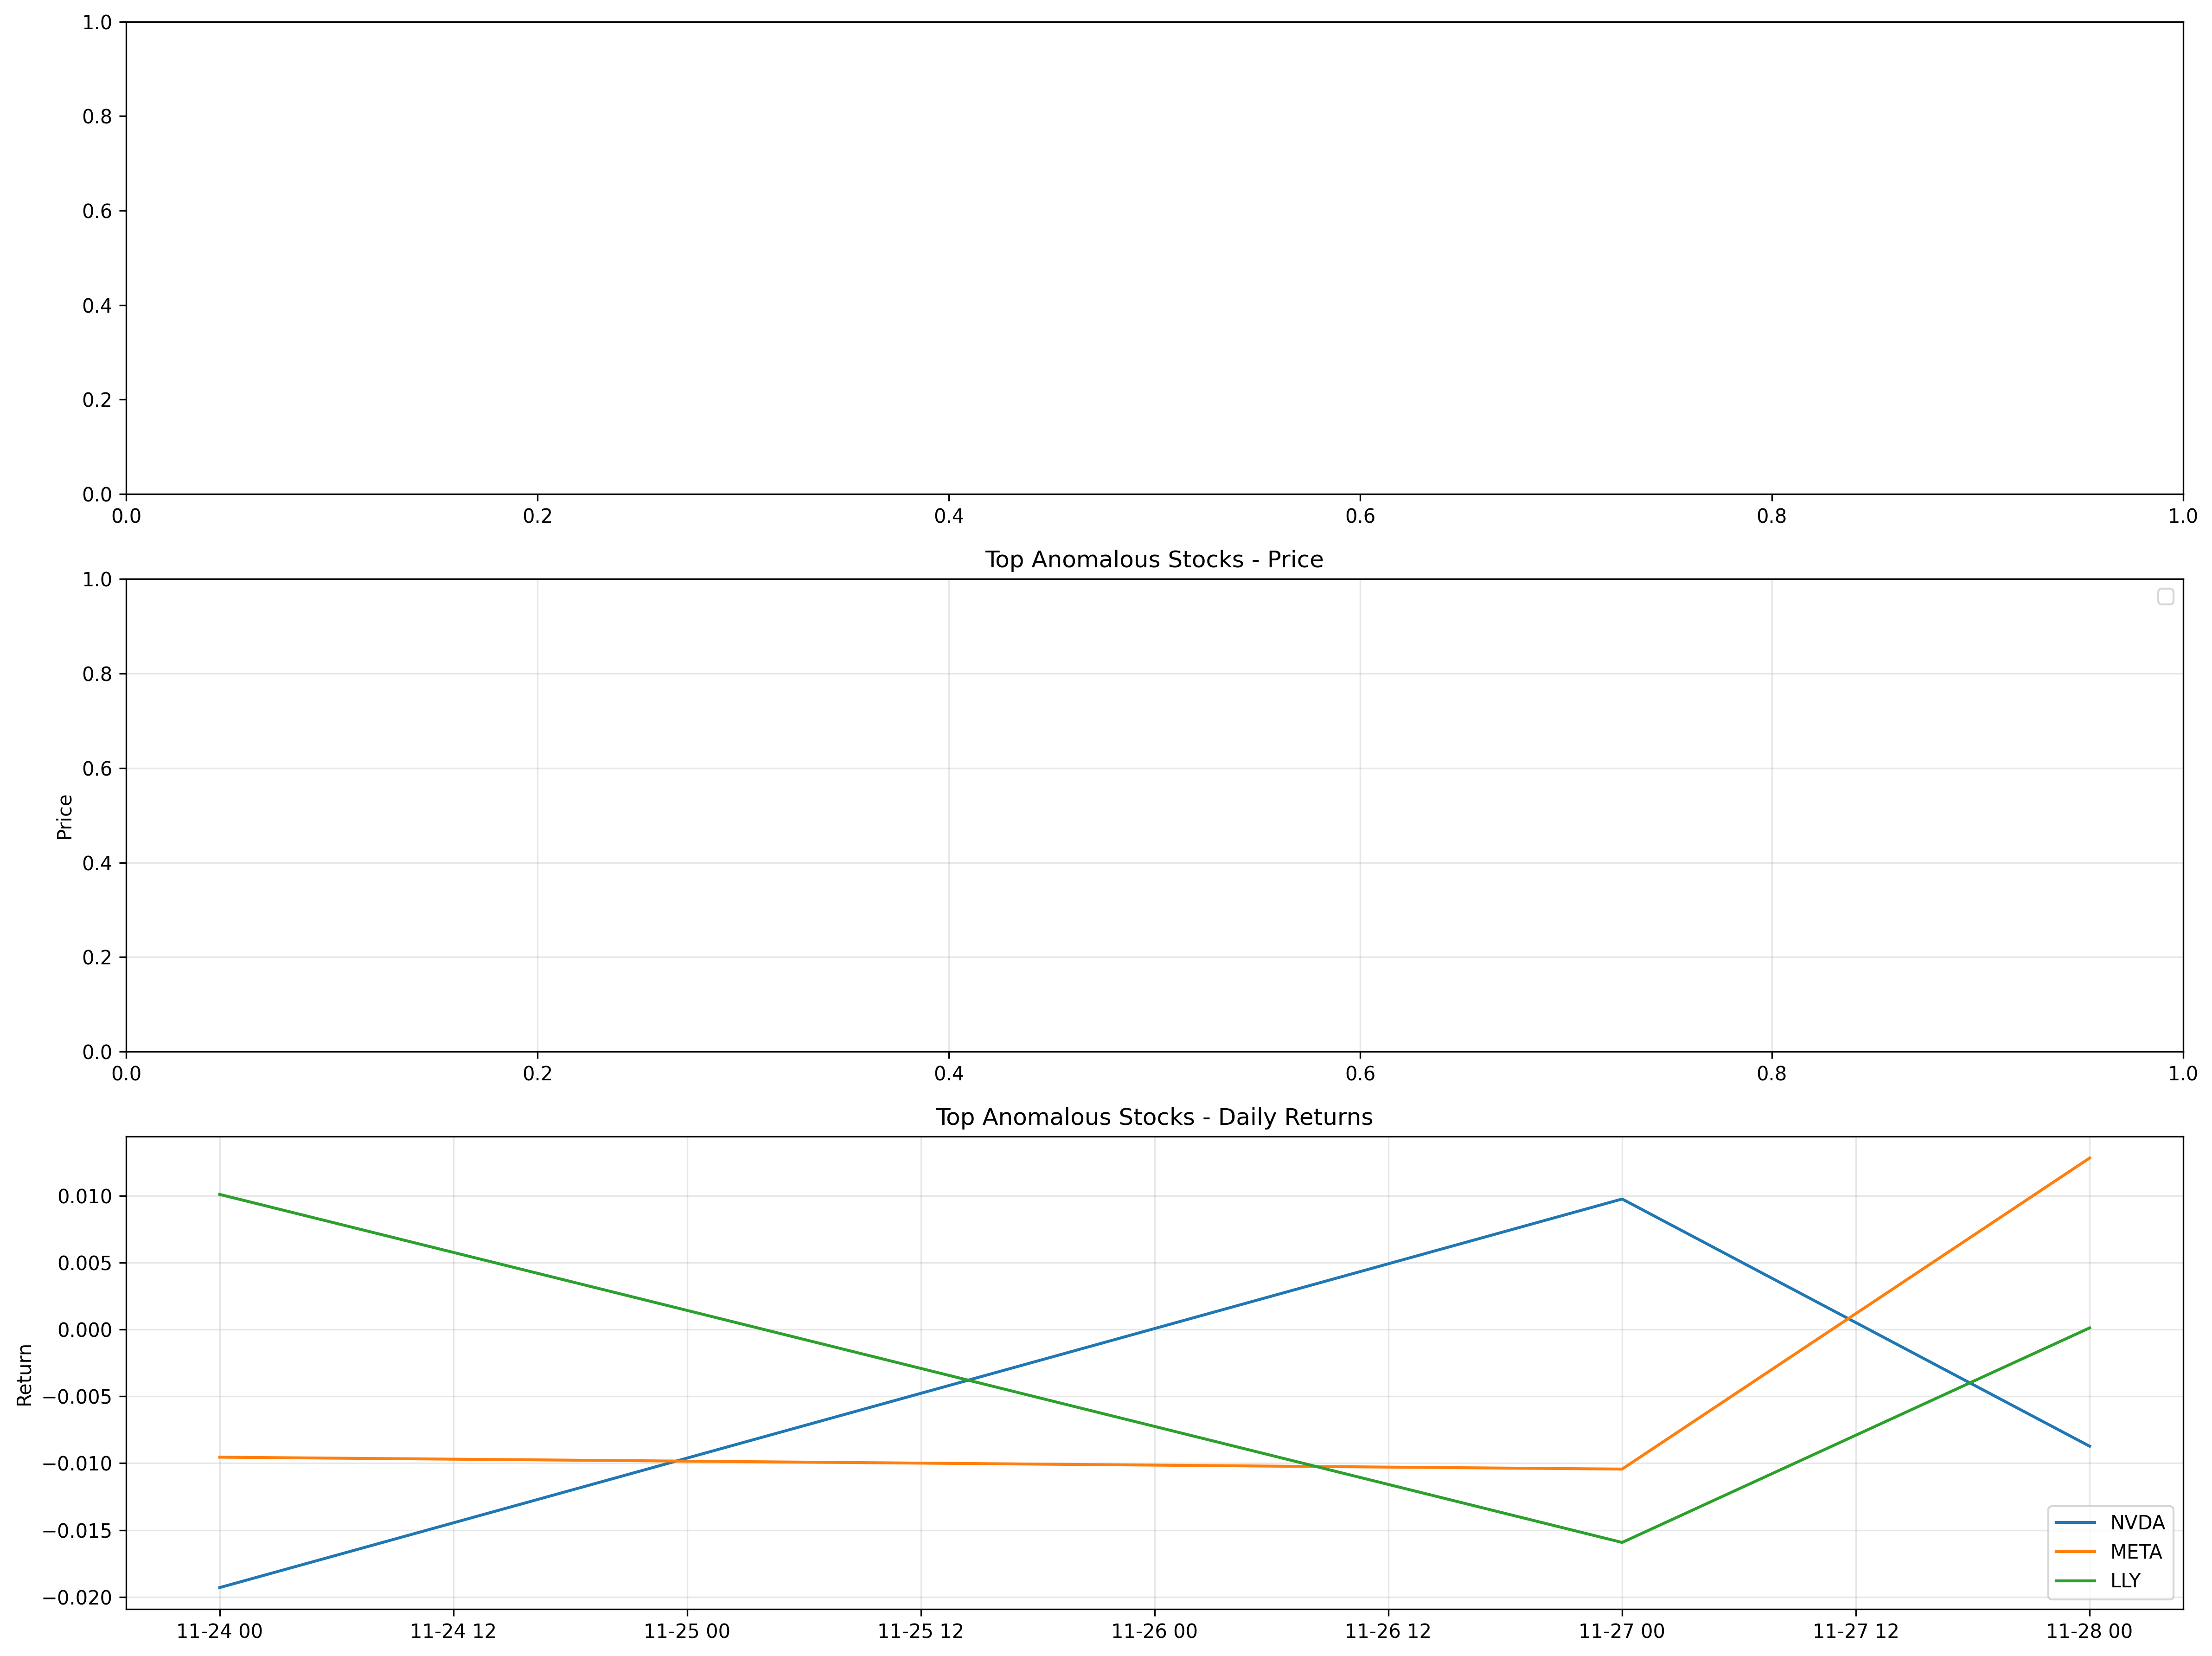 1.0
0.8
0.6
0.4
0.2
0.0
0.0 0.2 0.4 0.6 0.8 1.0
Top Anomalous Stocks - Price
1.0
0.8
0.6
Price
0.4
0.2
0.0
0.0 0.2 0.4 0.6 0.8 1.0
Top Anomalous Stocks - Daily Returns
0.010
0.005
0.000
Return
−0.005
−0.010
−0.015
−0.020
NVDA
META
LLY
11-24 00 11-24 12 11-25 00 11-25 12 11-26 00 11-26 12 11-27 00 11-27 12 11-28 00